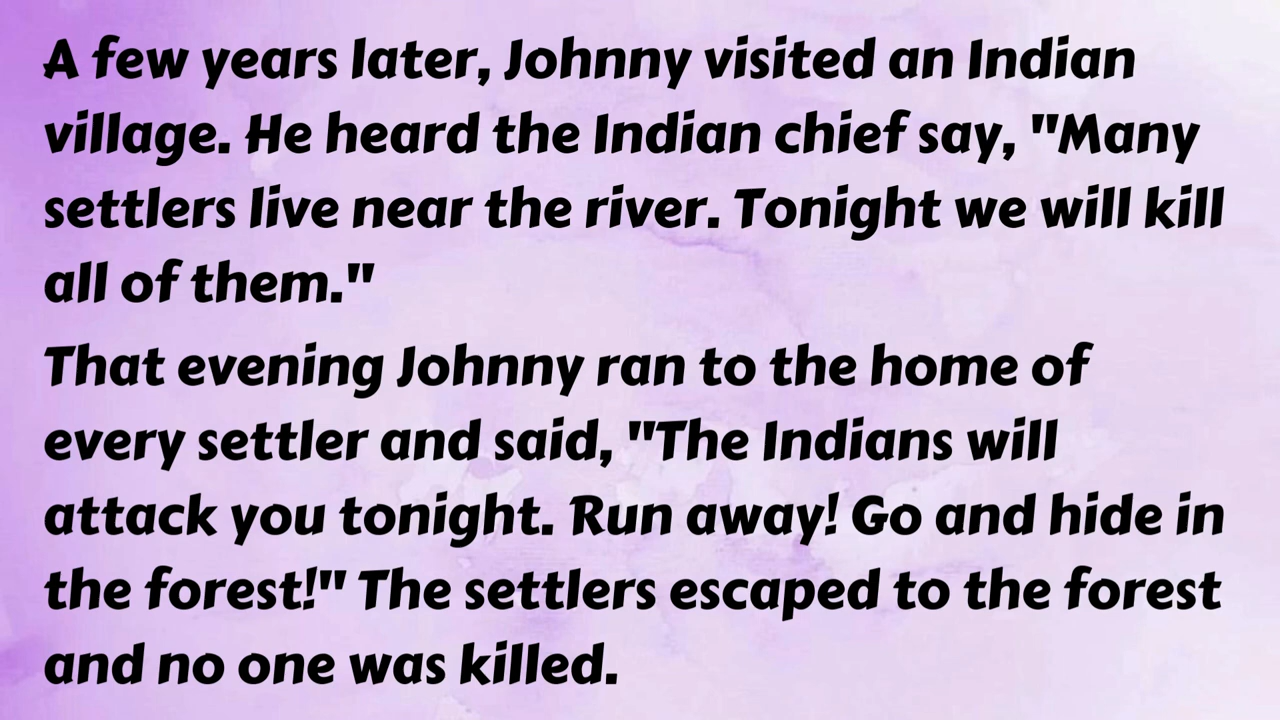 A few years later, Johnny visited an Indian
village. He heard the Indian chief say, "Many
settlers live near the river. Tonight we will kill
all of them."
That evening Johnny ran to the home of
every settler and said, "The Indians will
attack you tonight. Run away! Go and hide in
the forest!" The settlers escaped to the forest
and no one was killed.